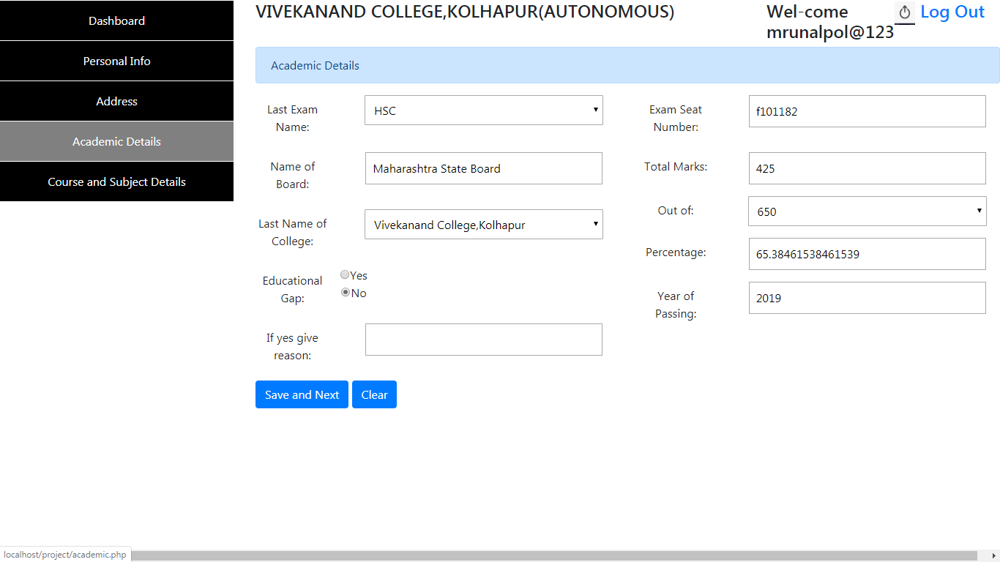 Dashboard
Personal Info
Address
Academic Details
Course and Subject Details
VIVEKANAND COLLEGE,KOLHAPUR(AUTONOMOUS)
Wel-come
mrunalpol@123
Log Out
Academic Details
Last Exam
Name:
HSC
Name of
Board:
Maharashtra State Board
Last Name of
College:
Vivekanand College,Kolhapur
Educational
Gap:
Yes
No
If yes give
reason:
Exam Seat
Number:
f101182
Total Marks:
425
Out of:
650
Percentage:
65.38461538461539
Year of
Passing:
2019
Save and Next
Clear
localhost/project/academic.php